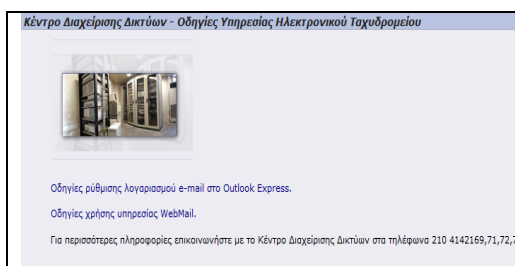 Κέντρο Διαχείρισης Δικτύων - Οδηγίες Υπηρεσίας Ηλεκτρονικού Ταχυδρομείου
Οδηγίες ρύθμισης λογαριασμού e-mail στο Outlook Express.
Οδηγίες χρήσης υπηρεσίας WebMail.
Για περισσότερες πληροφορίες επικοινωνήστε με το Κέντρο Διαχείρισης Δικτύων στα τηλέφωνα 210 4142169,71,72,7